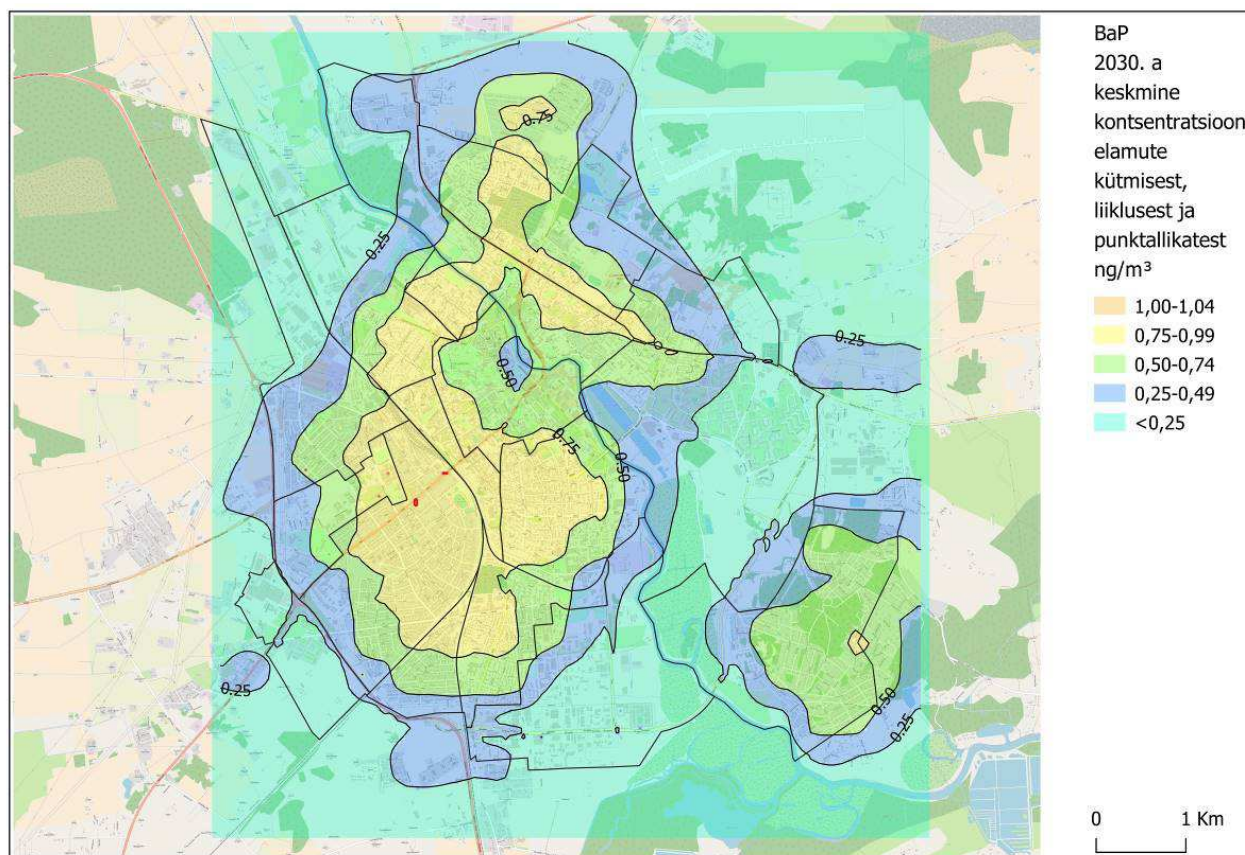 BaP
2030. a
keskmine
kontsentratsioon
elamute
kütmisest,
liiklusest ja
punktallikatest
ng/m³
1,00-1,04
0,75-0,99
0,50-0,74
0,25-0,49
<0,25
0.75
0.25
0.25
0.50
0.75
0.50
0.25
0.50
0.25
0 1 Km